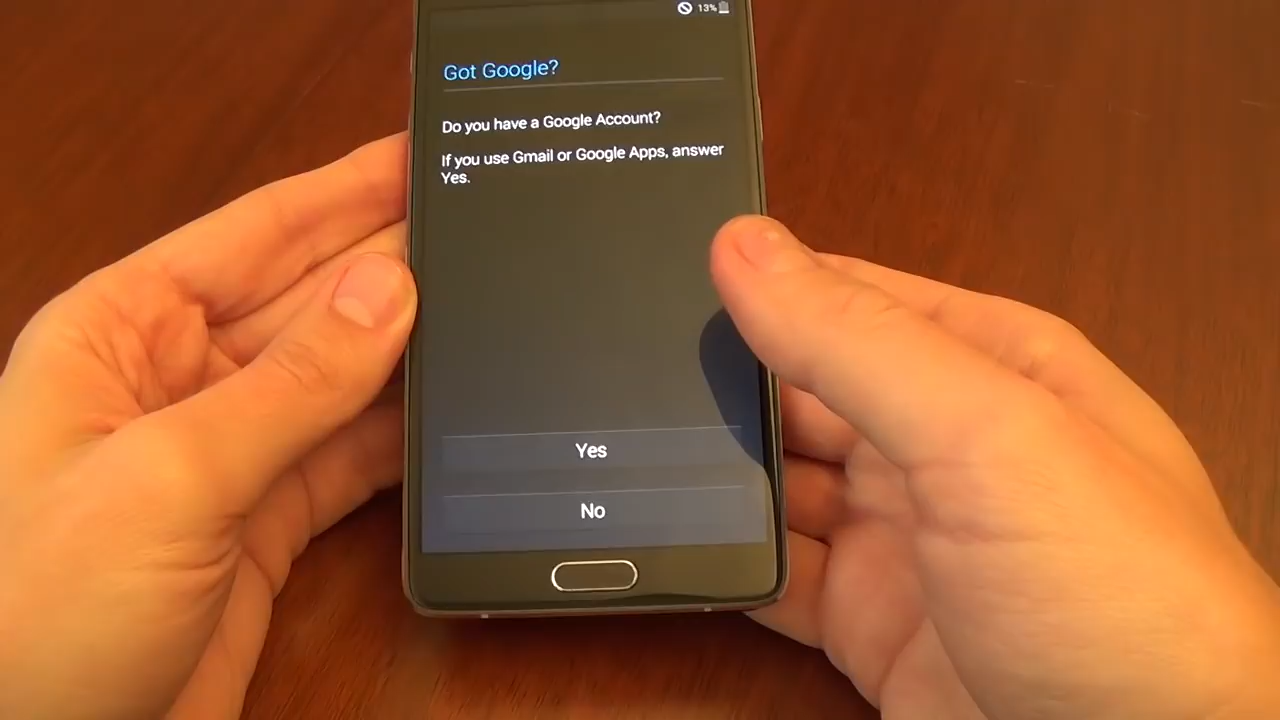 13%
Got Google?
Do you have a Google Account?
If you use Gmail or Google Apps, answer
Yes.
Yes
No